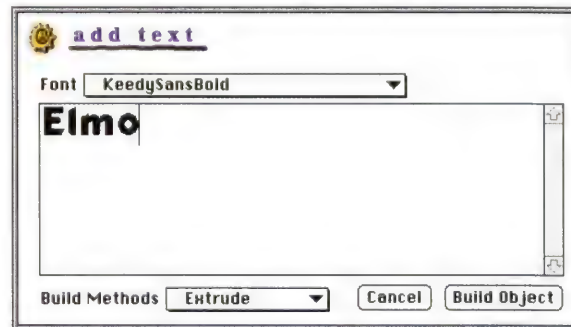 add text
Font KeedySansBold
Elmo
Build Methods Extrude Cancel Build Object